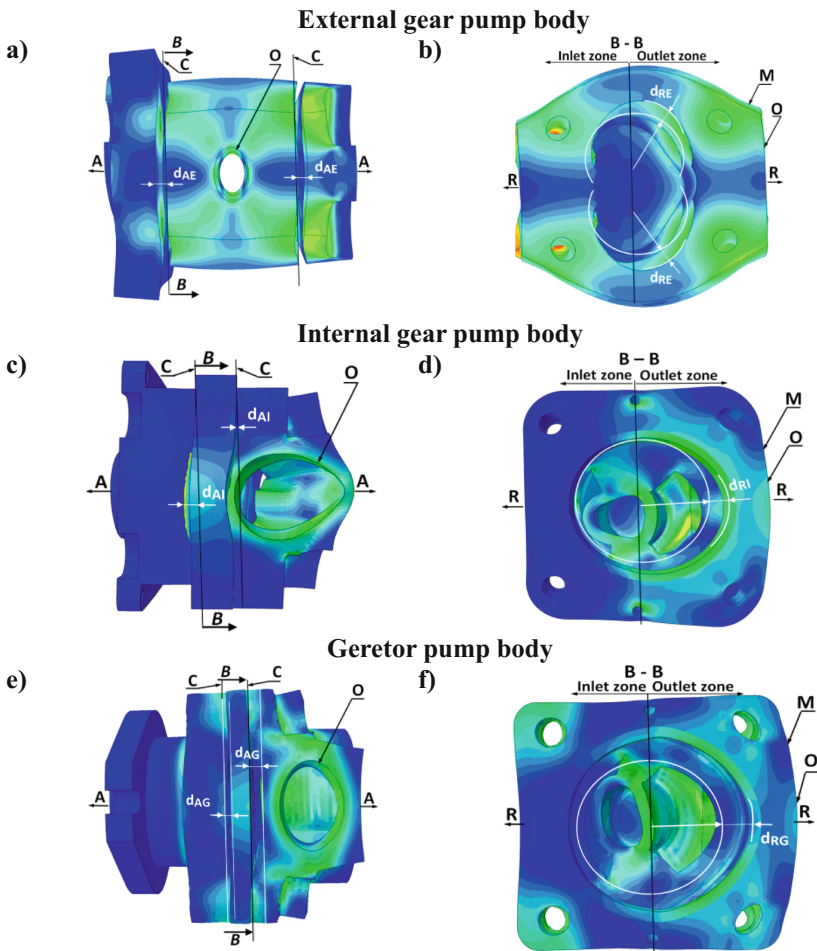 External gear pump body
a)
B
C
O
C
A
A
dAE
dAE
B
b)
B - B
Inlet zone Outlet zone
M
dRE
O
R
R
dRE
Internal gear pump body
c)
C
B
C
O
dAI
A
A
dAI
B
d)
B – B
Inlet zone Outlet zone
M
O
dRI
R
R
Geretor pump body
e)
C
B
C
O
dAG
dAG
A
A
B
f)
B - B
Inlet zone Outlet zone
M
O
R
R
dRG